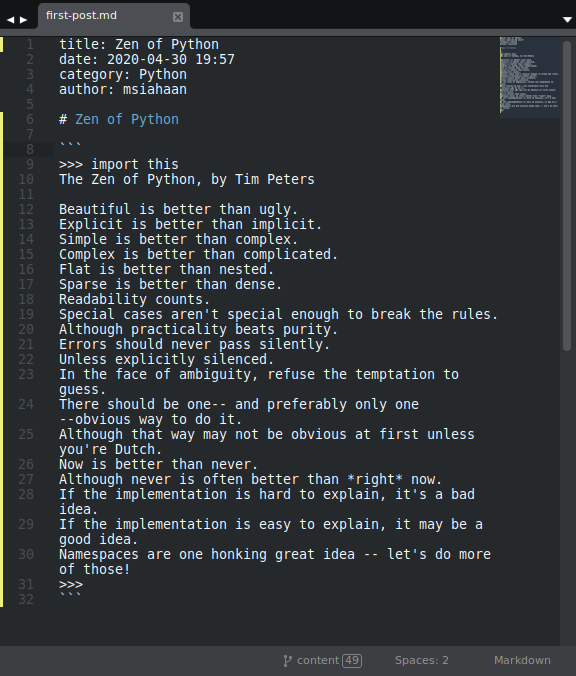 first-post.md
1 title: Zen of Python
2 date: 2020-04-30 19:57
3 category: Python
4 author: msiahaan
5
6 # Zen of Python
7
8 ```
9 >>> import this
10 The Zen of Python, by Tim Peters
11
12 Beautiful is better than ugly.
13 Explicit is better than implicit.
14 Simple is better than complex.
15 Complex is better than complicated.
16 Flat is better than nested.
17 Sparse is better than dense.
18 Readability counts.
19 Special cases aren't special enough to break the rules.
20 Although practicality beats purity.
21 Errors should never pass silently.
22 Unless explicitly silenced.
23 In the face of ambiguity, refuse the temptation to
guess.
24 There should be one-- and preferably only one
--obvious way to do it.
25 Although that way may not be obvious at first unless
you're Dutch.
26 Now is better than never.
27 Although never is often better than *right* now.
28 If the implementation is hard to explain, it's a bad
idea.
29 If the implementation is easy to explain, it may be a
good idea.
30 Namespaces are one honking great idea -- let's do more
of those!
31 >>>
32 ```
content 49 Spaces: 2 Markdown